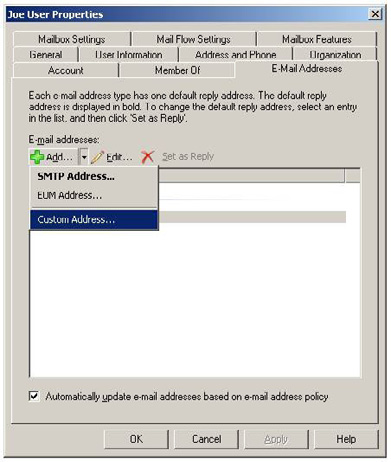 Joe User Properties
Mailbox Settings
Mail Flow Settings
Mailbox Features
General
User Information
Address and Phone
Organization
Account
Member Of
E-Mail Addresses
Each e-mail address type has one default reply address. The default reply
address is displayed in bold. To change the default reply address, select an entry
in the list, and then click 'Set as Reply'.
E-mail addresses:
Add...
Edit...
Set as Reply
SMTP Address...
EUM Address...
Custom Address...
Automatically update e-mail addresses based on e-mail address policy
OK
Cancel
Apply
Help